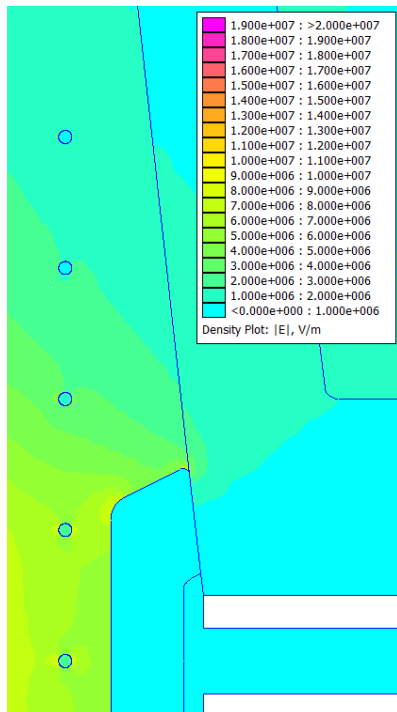 1.900e+007 : >2.000e+007
1.800e+007 : 1.900e+007
1.700e+007 : 1.800e+007
1.600e+007 : 1.700e+007
1.500e+007 : 1.600e+007
1.400e+007 : 1.500e+007
1.300e+007 : 1.400e+007
1.200e+007 : 1.300e+007
1.100e+007 : 1.200e+007
1.000e+007 : 1.100e+007
9.000e+006 : 1.000e+007
8.000e+006 : 9.000e+006
7.000e+006 : 8.000e+006
6.000e+006 : 7.000e+006
5.000e+006 : 6.000e+006
4.000e+006 : 5.000e+006
3.000e+006 : 4.000e+006
2.000e+006 : 3.000e+006
1.000e+006 : 2.000e+006
<0.000e+000 : 1.000e+006
Density Plot: |E|, V/m